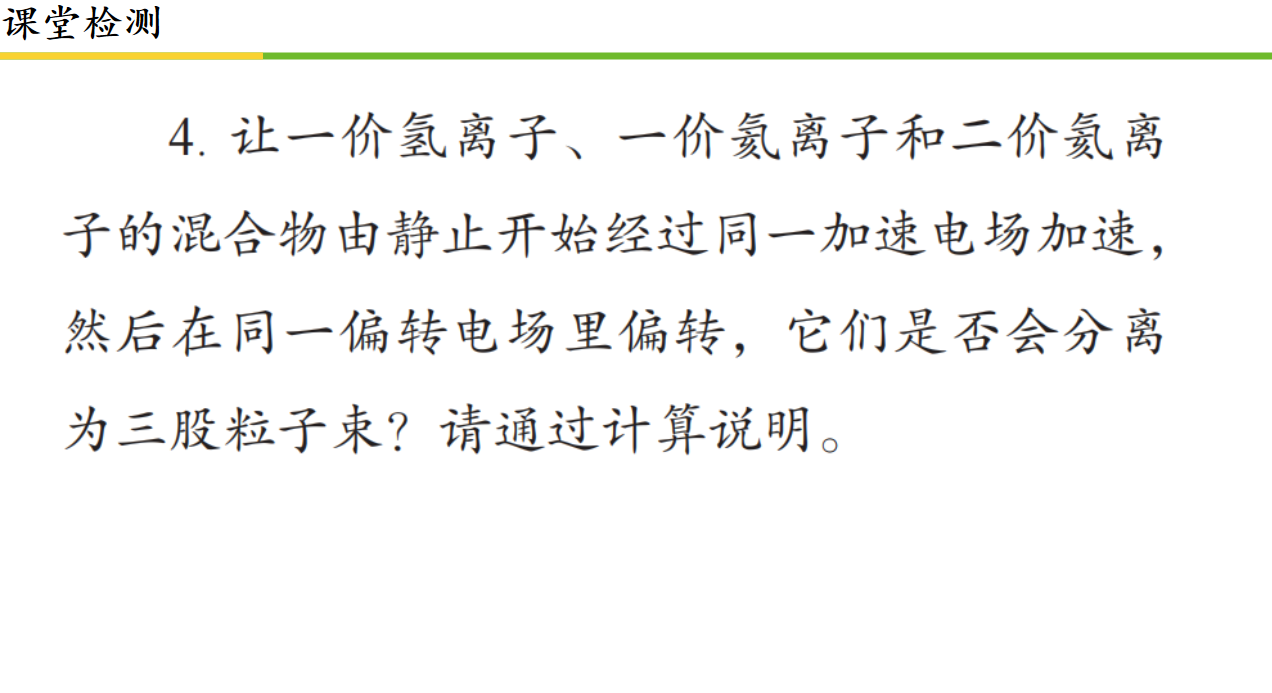 课堂检测
4. 让一价氢离子、一价氦离子和二价氦离
子的混合物由静止开始经过同一加速电场加速，
然后在同一偏转电场里偏转，它们是否会分离
为三股粒子束？请通过计算说明。